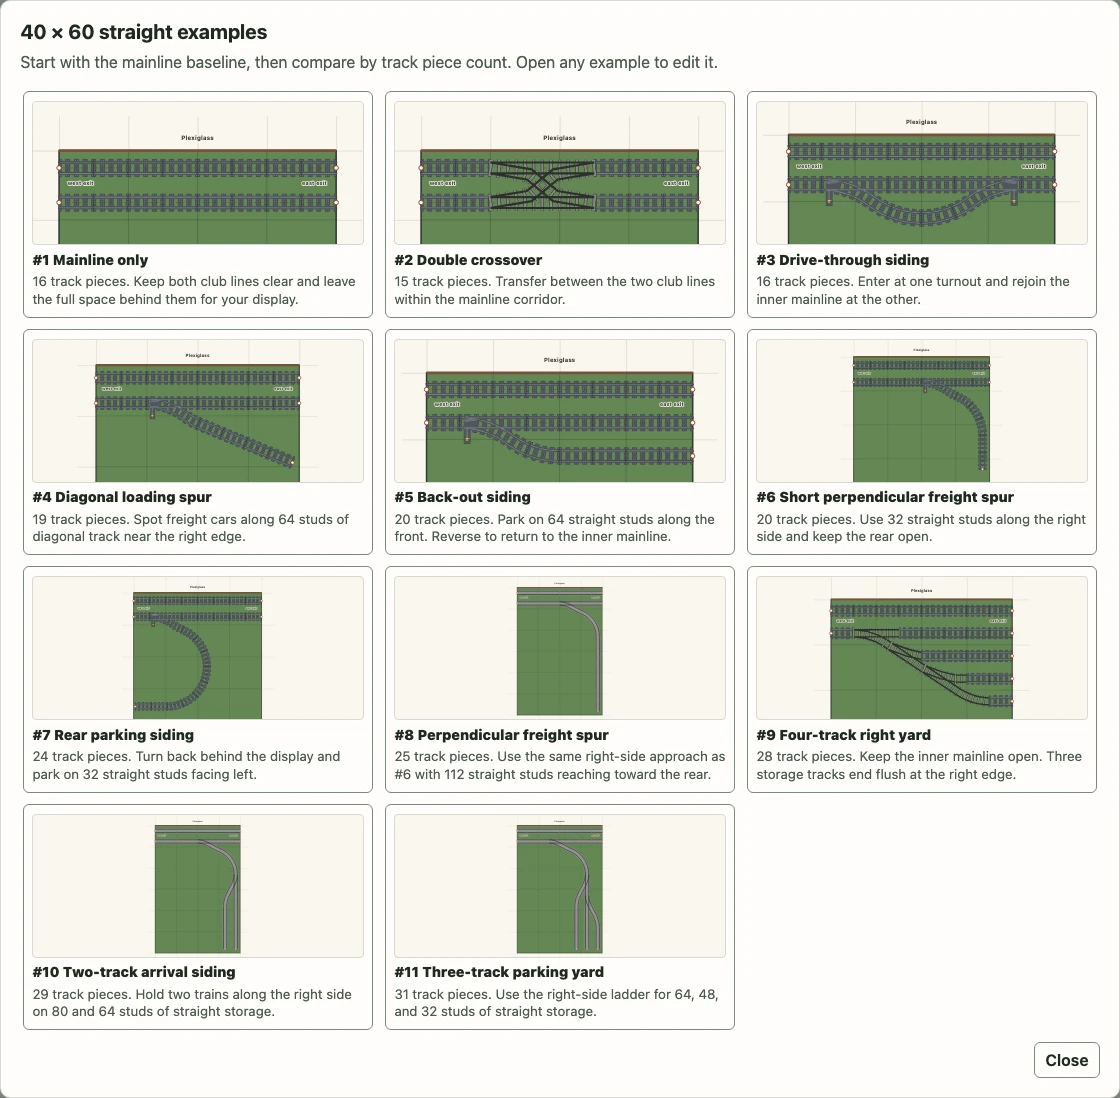 40 × 60 straight examples
Start with the mainline baseline, then compare by track piece count. Open any example to edit it.
Plexiglass
west exit
east exit
#1 Mainline only
16 track pieces. Keep both club lines clear and leave
the full space behind them for your display.
Plexiglass
west exit
east exit
#2 Double crossover
15 track pieces. Transfer between the two club lines
within the mainline corridor.
Plexiglass
west exit
east exit
#3 Drive-through siding
16 track pieces. Enter at one turnout and rejoin the
inner mainline at the other.
Plexiglass
west exit
east exit
#4 Diagonal loading spur
19 track pieces. Spot freight cars along 64 studs of
diagonal track near the right edge.
Plexiglass
west exit
east exit
#5 Back-out siding
20 track pieces. Park on 64 straight studs along the
front. Reverse to return to the inner mainline.
Plexiglass
#6 Short perpendicular freight spur
20 track pieces. Use 32 straight studs along the right
side and keep the rear open.
Plexiglass
#7 Rear parking siding
24 track pieces. Turn back behind the display and
park on 32 straight studs facing left.
#8 Perpendicular freight spur
25 track pieces. Use the same right-side approach as
#6 with 112 straight studs reaching toward the rear.
Plexiglass
west exit
east exit
#9 Four-track right yard
28 track pieces. Keep the inner mainline open. Three
storage tracks end flush at the right edge.
#10 Two-track arrival siding
29 track pieces. Hold two trains along the right side
on 80 and 64 studs of straight storage.
#11 Three-track parking yard
31 track pieces. Use the right-side ladder for 64, 48,
and 32 studs of straight storage.
Close